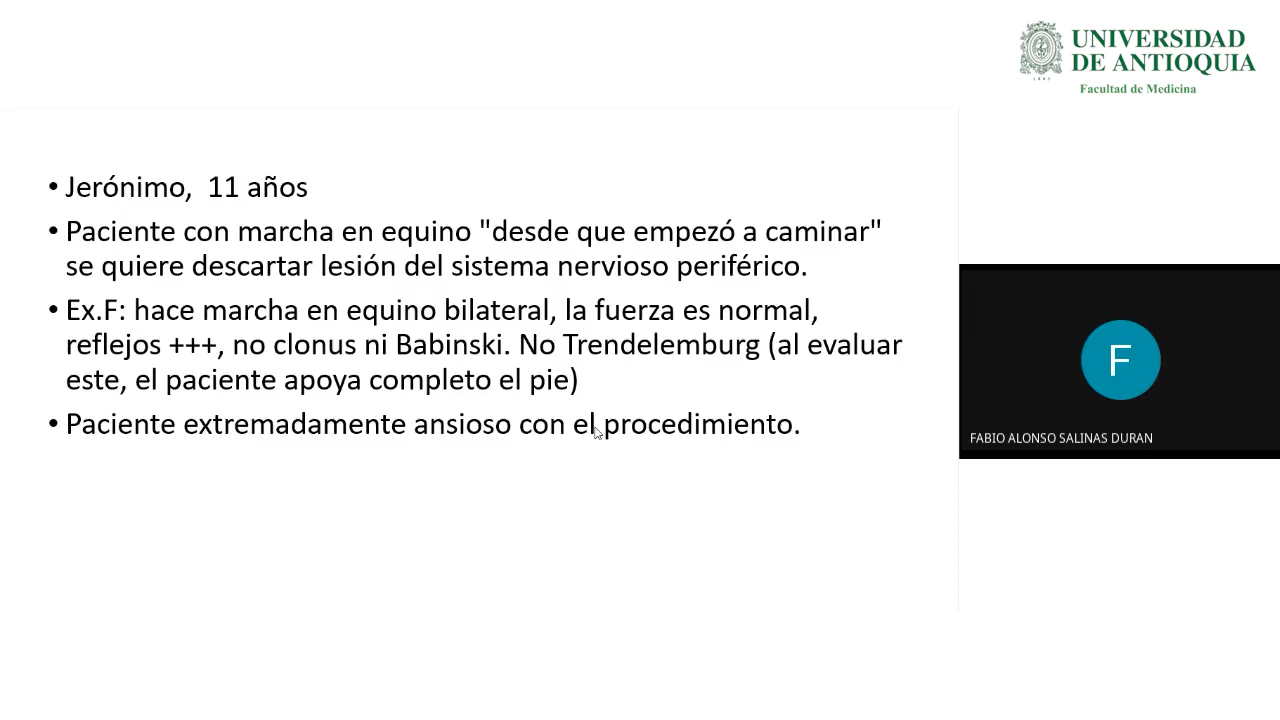 UNIVERSIDAD
DE ANTIOQUIA
1803
Facultad de Medicina
• Jerónimo,  11 años
• Paciente con marcha en equino "desde que empezó a caminar"
se quiere descartar lesión del sistema nervioso periférico.
• Ex.F: hace marcha en equino bilateral, la fuerza es normal,
reflejos +++, no clonus ni Babinski. No Trendelemburg (al evaluar
este, el paciente apoya completo el pie)
• Paciente extremadamente ansioso con el procedimiento.
F
FABIO ALONSO SALINAS DURAN